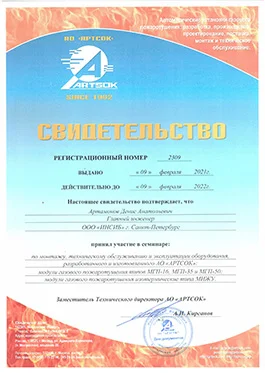 Автоматические установки газового
пожаротушения: разработка, производство,
проектирование, поставка,
монтаж и техническое
обслуживание.
АО «АРТСОК»
ARTSOK
SINCE 1992
СВИДЕТЕЛЬСТВО
РЕГИСТРАЦИОННЫЙ НОМЕР 2309
ВЫДАНО «09» февраля 2021г.
ДЕЙСТВИТЕЛЬНО ДО «09» февраля 2022г.
Настоящее свидетельство подтверждает, что
Артамонов Денис Анатольевич
Главный инженер
ООО «ИНСИБ» г. Санкт-Петербург
принял участие в семинаре:
по монтажу, техническому обслуживанию и эксплуатации оборудования,
разработанного и изготовленного АО «АРТСОК»:
модули газового пожаротушения типов МГП-16, МГП-35 и МГП-50;
модули газового пожаротушения изотермические типа МИЖУ.
Заместитель Технического директора АО «АРТСОК»
А.П. Кирсанов